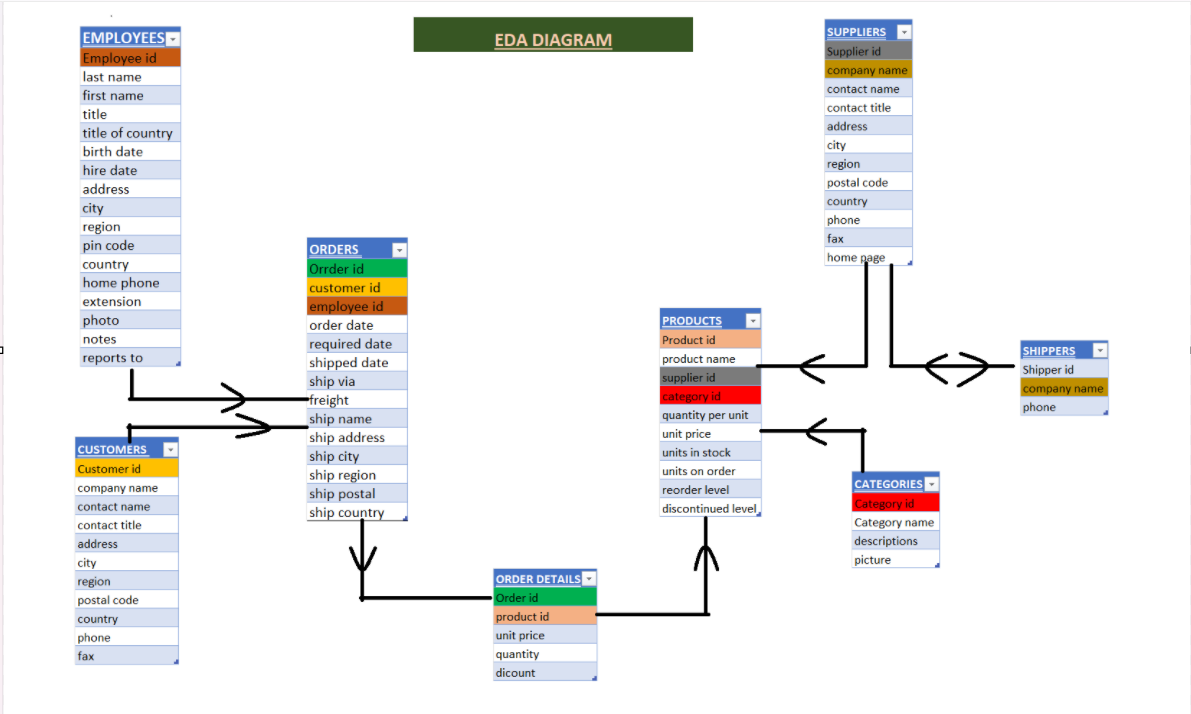 EDA DIAGRAM
EMPLOYEES
Employee id
last name
first name
title
title of country
birth date
hire date
address
city
region
pin code
country
home phone
extension
photo
notes
reports to
CUSTOMERS
Customer id
company name
contact name
contact title
address
city
region
postal code
country
phone
fax
ORDERS
Orrder id
customer id
employee id
order date
required date
shipped date
ship via
freight
ship name
ship address
ship city
ship region
ship postal
ship country
ORDER DETAILS
Order id
product id
unit price
quantity
dicount
PRODUCTS
Product id
product name
supplier id
category id
quantity per unit
unit price
units in stock
units on order
reorder level
discontinued level
SUPPLIERS
Supplier id
company name
contact name
contact title
address
city
region
postal code
country
phone
fax
home page
CATEGORIES
Category id
Category name
descriptions
picture
SHIPPERS
Shipper id
company name
phone